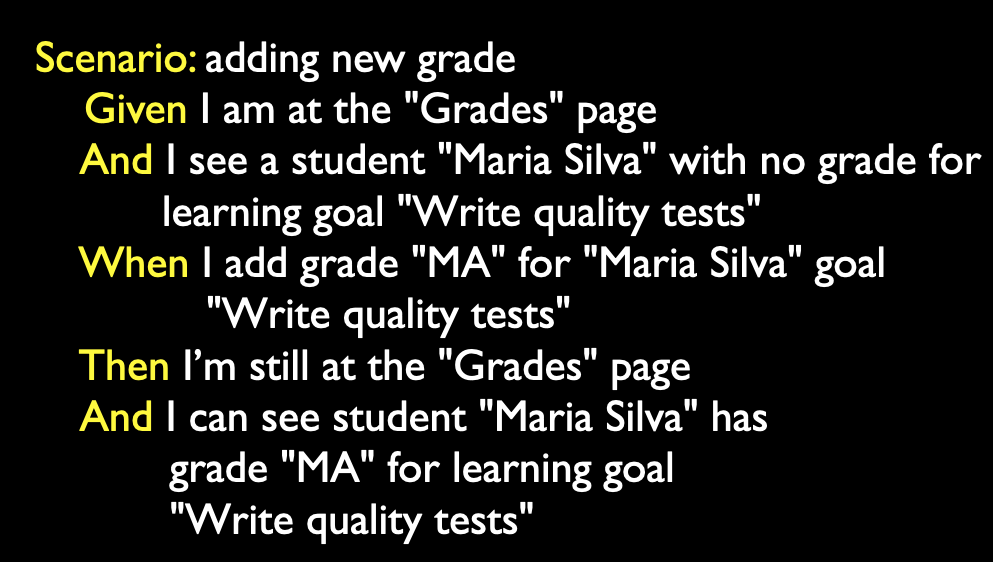 Scenario: adding new grade
Given I am at the "Grades" page
And I see a student "Maria Silva" with no grade for
learning goal "Write quality tests"
When I add grade "MA" for "Maria Silva" goal
"Write quality tests"
Then I’m still at the "Grades" page
And I can see student "Maria Silva" has
grade "MA" for learning goal
"Write quality tests"